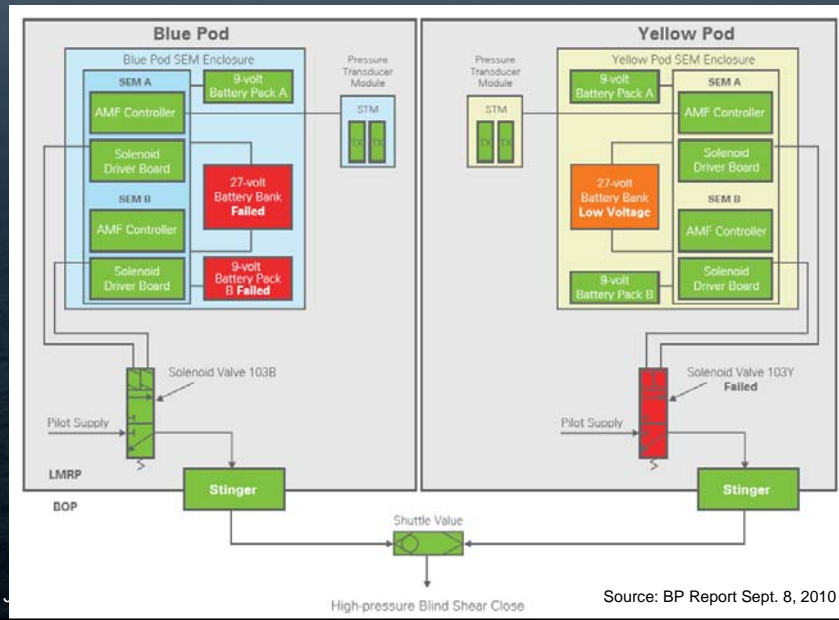 Blue Pod
Blue Pod SEM Enclosure
SEM A
9-volt
Battery Pack A
AMF Controller
Solenoid
Driver Board
27-volt
Battery Bank
Failed
SEM B
AMF Controller
Solenoid
Driver Board
9-volt
Battery Pack
B Failed
Pressure
Transducer
Module
STM
TX TX
Solenoid Valve 103B
Pilot Supply
LMRP
BOP
Stinger
Yellow Pod
Pressure
Transducer
Module
STM
TX TX
Yellow Pod SEM Enclosure
9-volt
Battery Pack A
SEM A
AMF Controller
Solenoid
Driver Board
27-volt
Battery Bank
Low Voltage
SEM B
AMF Controller
9-volt
Battery Pack B
Solenoid
Driver Board
Solenoid Valve 103Y
Failed
Pilot Supply
Stinger
Shuttle Value
High-pressure Blind Shear Close
Source: BP Report Sept. 8, 2010